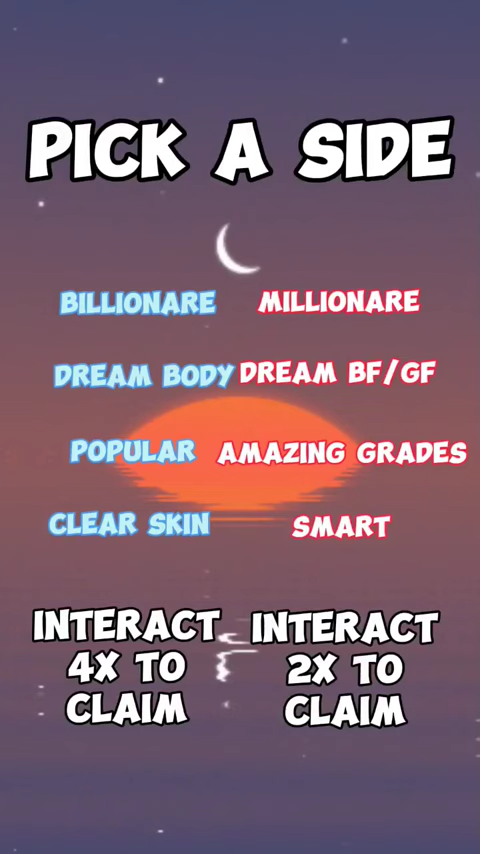 PICK A SIDE
BILLIONARE MILLIONARE
DREAM BODY DREAM BF/GF
POPULAR AMAZING GRADES
CLEAR SKIN SMART
INTERACT INTERACT
4X TO 2X TO
CLAIM CLAIM